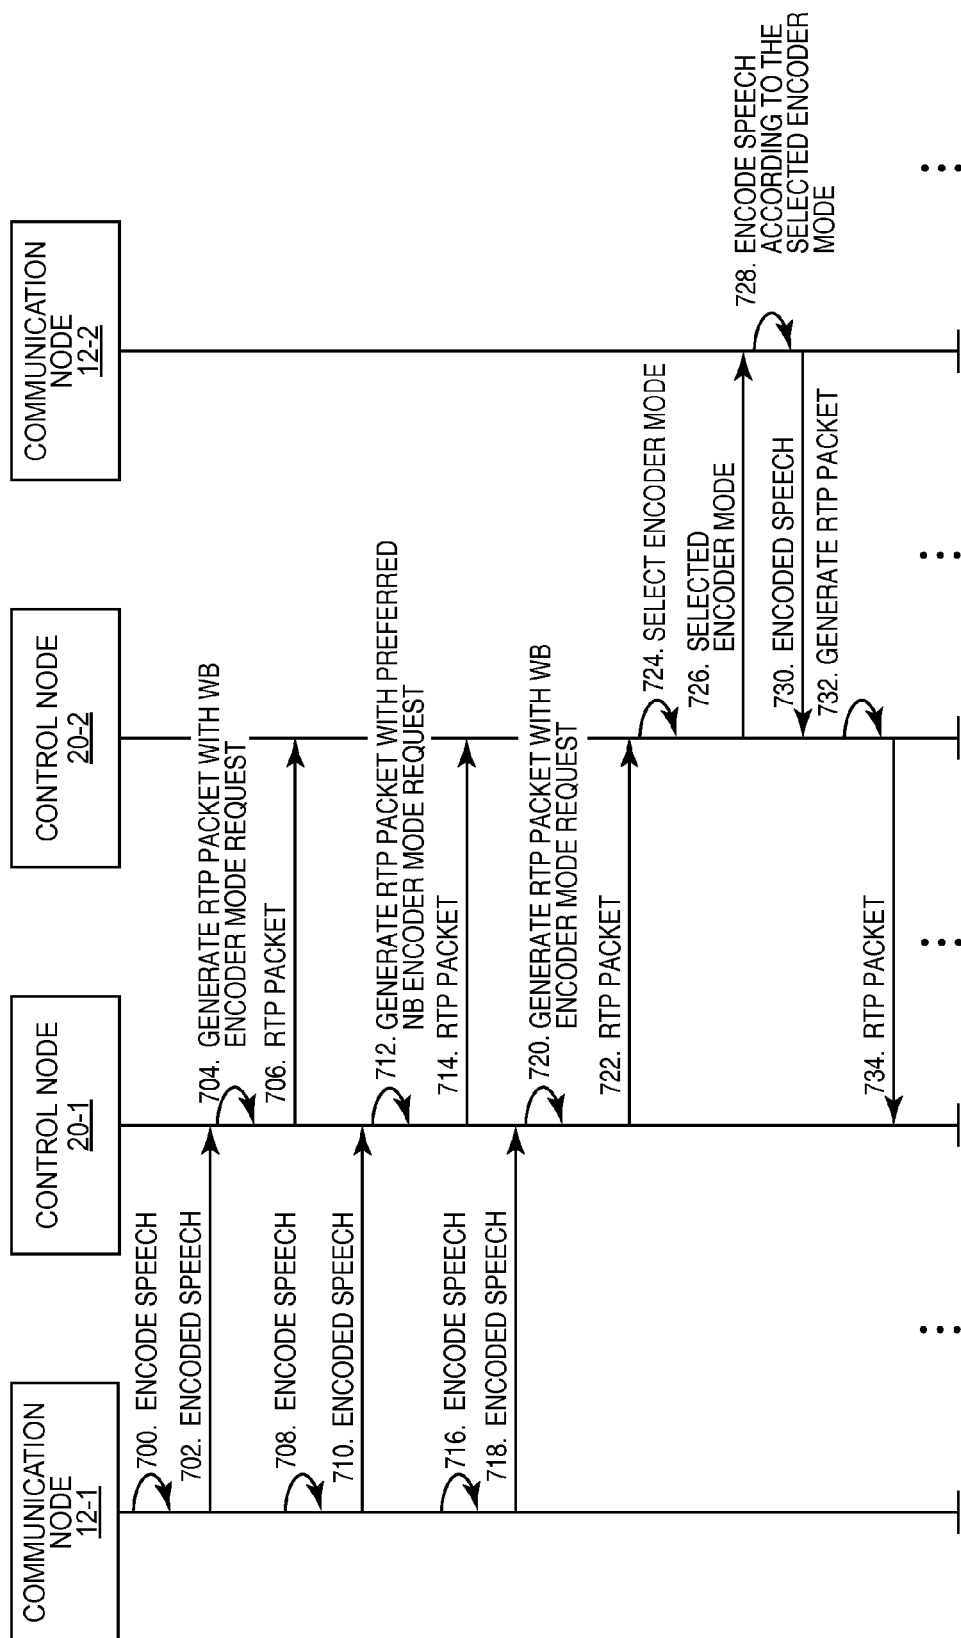 COMMUNICATION
NODE
12-1
CONTROL NODE
20-1
CONTROL NODE
20-2
COMMUNICATION
NODE
12-2
700. ENCODE SPEECH
702. ENCODED SPEECH
704. GENERATE RTP PACKET WITH WB
ENCODER MODE REQUEST
706. RTP PACKET
708. ENCODE SPEECH
710. ENCODED SPEECH
712. GENERATE RTP PACKET WITH PREFERRED
NB ENCODER MODE REQUEST
714. RTP PACKET
716. ENCODE SPEECH
718. ENCODED SPEECH
720. GENERATE RTP PACKET WITH WB
ENCODER MODE REQUEST
722. RTP PACKET
724. SELECT ENCODER MODE
726. SELECTED
ENCODER MODE
728. ENCODE SPEECH
ACCORDING TO THE
SELECTED ENCODER
MODE
730. ENCODED SPEECH
732. GENERATE RTP PACKET
734. RTP PACKET